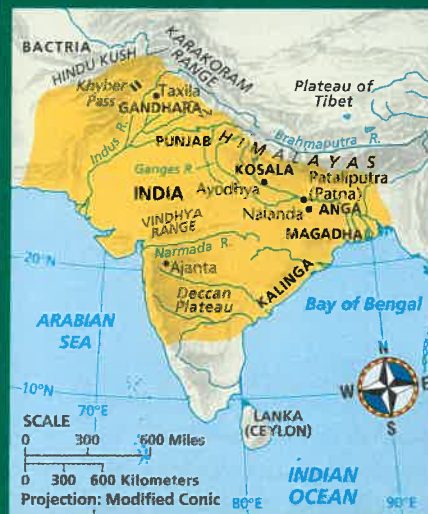 BACTRIA
KARAKORAM
RANGE
HINDU KUSH
Khyber
Pass
Taxila
GANDHARA
Plateau of
Tibet
Indus R.
PUNJAB
HIMALAYAS
Brahmaputra R.
Ganges R.
KOSALA
Pataliputra
(Patna)
INDIA
Ayodhya
Nalanda
ANGA
VINDHYA
RANGE
MAGADHA
20°N
Narmada R.
Ajanta
KALINGA
Deccan
Plateau
Bay of Bengal
ARABIAN
SEA
N
W
E
S
10°N
70°E
LANKA
(CEYLON)
SCALE
0 300 600 Miles
0 300 600 Kilometers
Projection: Modified Conic
INDIAN
OCEAN
80°E
90°E